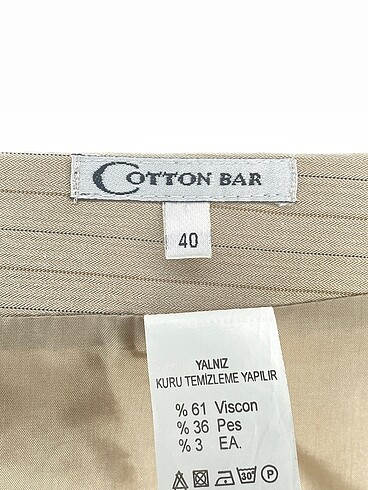 COTTON BAR
40
YALNIZ
KURU TEMİZLEME YAPILIR
% 61 Viscon
% 36 Pes
% 3 EA.
30